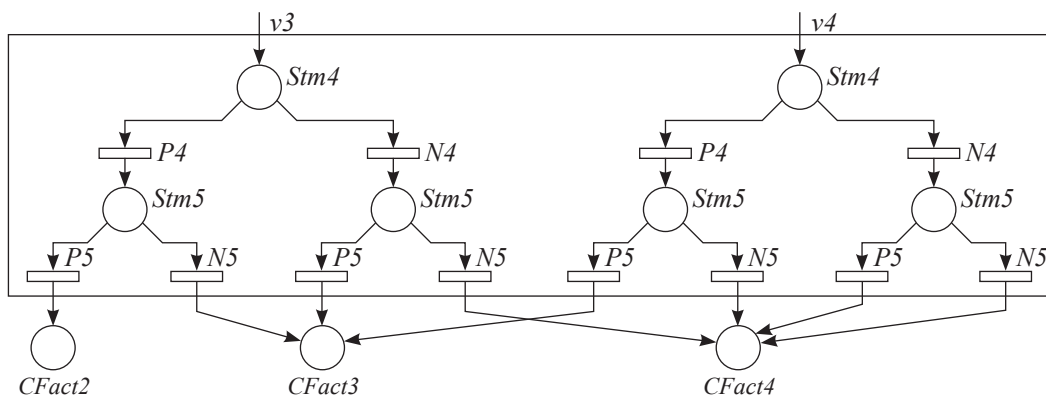 v3 v4
Stm4 Stm4
P4 N4 P4 N4
Stm5 Stm5 Stm5 Stm5
P5 N5 P5 N5 P5 N5 P5 N5
CFact2 CFact3 CFact4